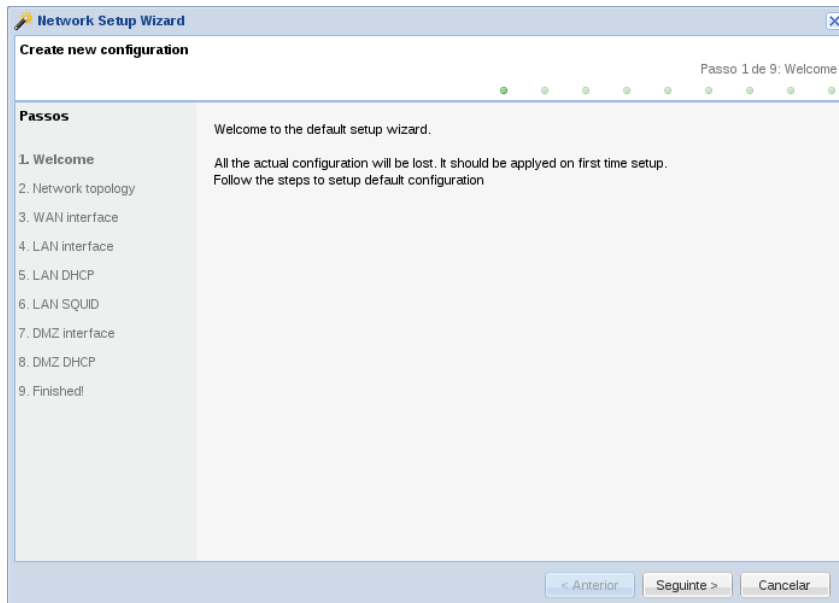 Network Setup Wizard
Create new configuration
Passo 1 de 9: Welcome
Passos
1. Welcome
2. Network topology
3. WAN interface
4. LAN interface
5. LAN DHCP
6. LAN SQUID
7. DMZ interface
8. DMZ DHCP
9. Finished!
Welcome to the default setup wizard.
All the actual configuration will be lost. It should be applyed on first time setup.
Follow the steps to setup default configuration
< Anterior
Seguinte >
Cancelar